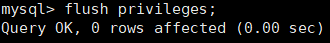 mysql> flush privileges;
Query OK, 0 rows affected (0.00 sec)